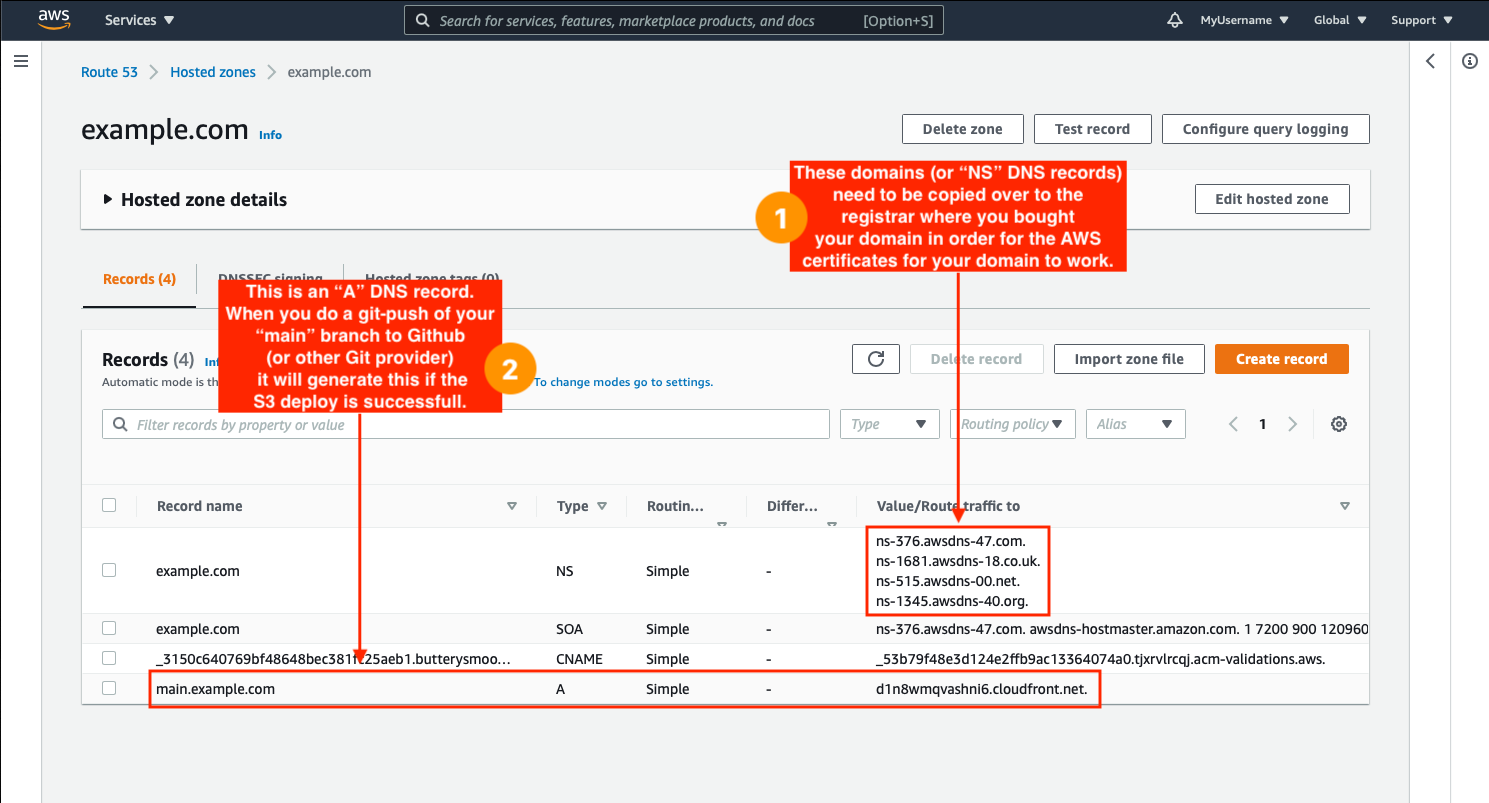 aws
Services
Search for services, features, marketplace products, and docs
[Option+S]
MyUsername
Global
Support
Route 53
Hosted zones
example.com
example.com
Info
Delete zone
Test record
Configure query logging
Hosted zone details
Edit hosted zone
1
These domains (or “NS” DNS records)
need to be copied over to the
registrar where you bought
your domain in order for the AWS
certificates for your domain to work.
Records (4)
DNSSEC signing
Hosted zone tags (0)
This is an “A” DNS record.
When you do a git-push of your
“main” branch to Github
(or other Git provider)
it will generate this if the
S3 deploy is successfull.
2
Records (4)
Delete record
Import zone file
Create record
Automatic mode is
To change modes go to settings.
Filter records by property or value
Type
Routing policy
Alias
1
Record name
Type
Routin...
Differ...
Value/Route traffic to
example.com
NS
Simple
-
ns-376.awsdns-47.com.
ns-1681.awsdns-18.co.uk.
ns-515.awsdns-00.net.
ns-1345.awsdns-40.org.
example.com
SOA
Simple
-
ns-376.awsdns-47.com. awsdns-hostmaster.amazon.com. 1 7200 900 120960
CNAME
Simple
-
_53b79f48e3d124e2ffb9ac13364074a0.tjxrvlrcqj.acm-validations.aws.
main.example.com
A
Simple
-
d1n8wmqvashni6.cloudfront.net.